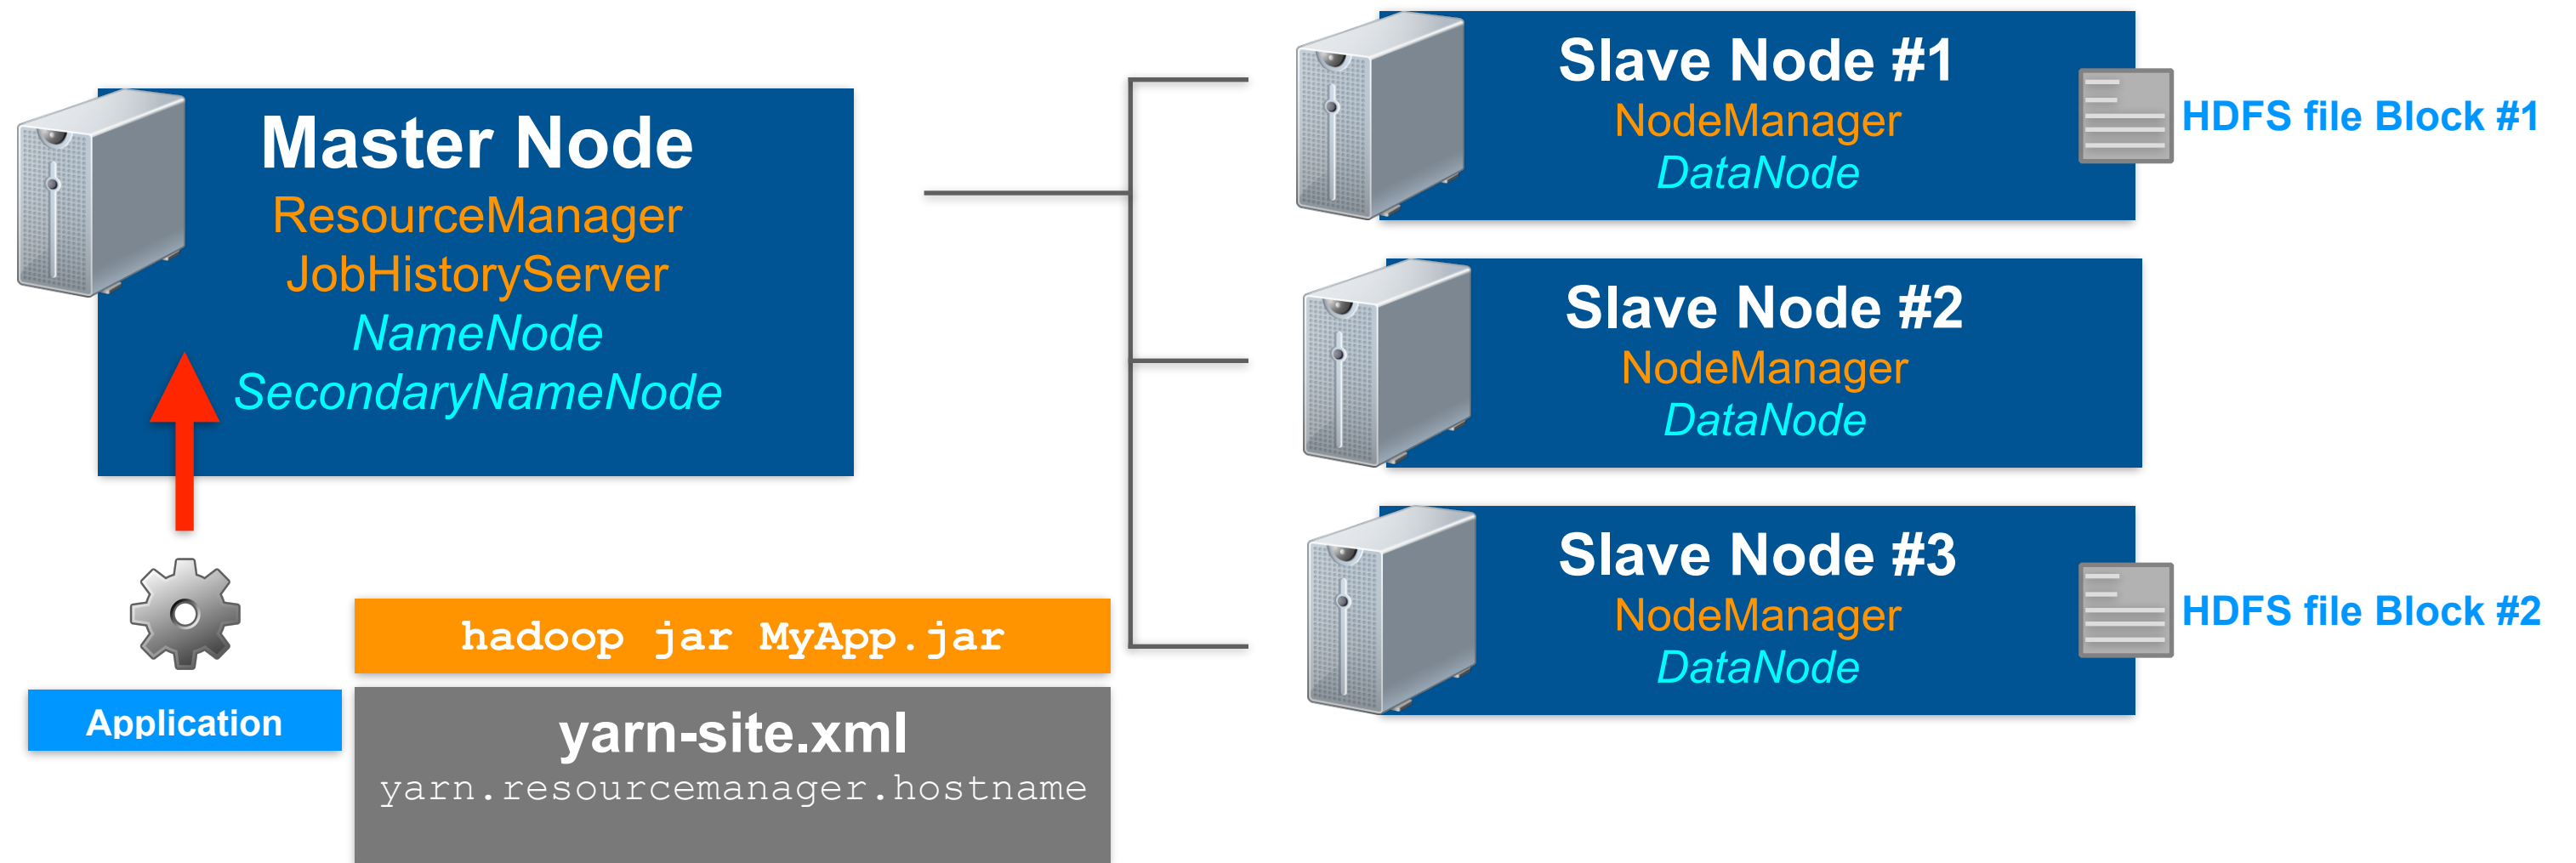 Master Node
ResourceManager
JobHistoryServer
NameNode
SecondaryNameNode
Application
hadoop jar MyApp.jar
yarn-site.xml
yarn.resourcemanager.hostname
Slave Node #1
NodeManager
DataNode
HDFS file Block #1
Slave Node #2
NodeManager
DataNode
Slave Node #3
NodeManager
DataNode
HDFS file Block #2